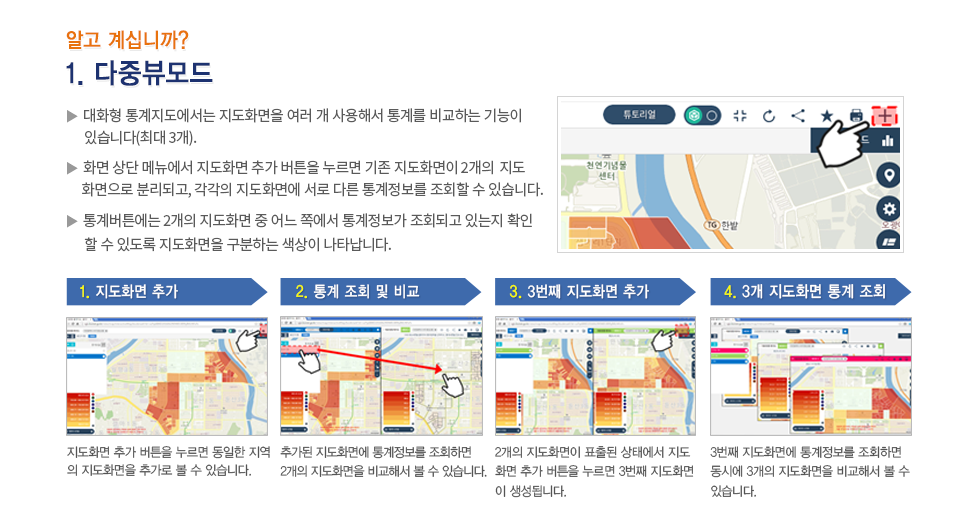 알고 계십니까?
1. 다중뷰모드
▶ 대화형 통계지도에서는 지도화면을 여러 개 사용해서 통계를 비교하는 기능이
있습니다(최대 3개).
▶ 화면 상단 메뉴에서 지도화면 추가 버튼을 누르면 기존 지도화면이 2개의 지도
화면으로 분리되고, 각각의 지도화면에 서로 다른 통계정보를 조회할 수 있습니다.
▶ 통계버튼에는 2개의 지도화면 중 어느 쪽에서 통계정보가 조회되고 있는지 확인
할 수 있도록 지도화면을 구분하는 색상이 나타납니다.
튜토리얼
드
천연기념물
센터
TG 한밭
1. 지도화면 추가
2. 통계 조회 및 비교
3. 3번째 지도화면 추가
4. 3개 지도화면 통계 조회
지도화면 추가 버튼을 누르면 동일한 지역
의 지도화면을 추가로 볼 수 있습니다.
추가된 지도화면에 통계정보를 조회하면
2개의 지도화면을 비교해서 볼 수 있습니다.
2개의 지도화면이 표출된 상태에서 지도
화면 추가 버튼을 누르면 3번째 지도화면
이 생성됩니다.
3번째 지도화면에 통계정보를 조회하면
동시에 3개의 지도화면을 비교해서 볼 수
있습니다.